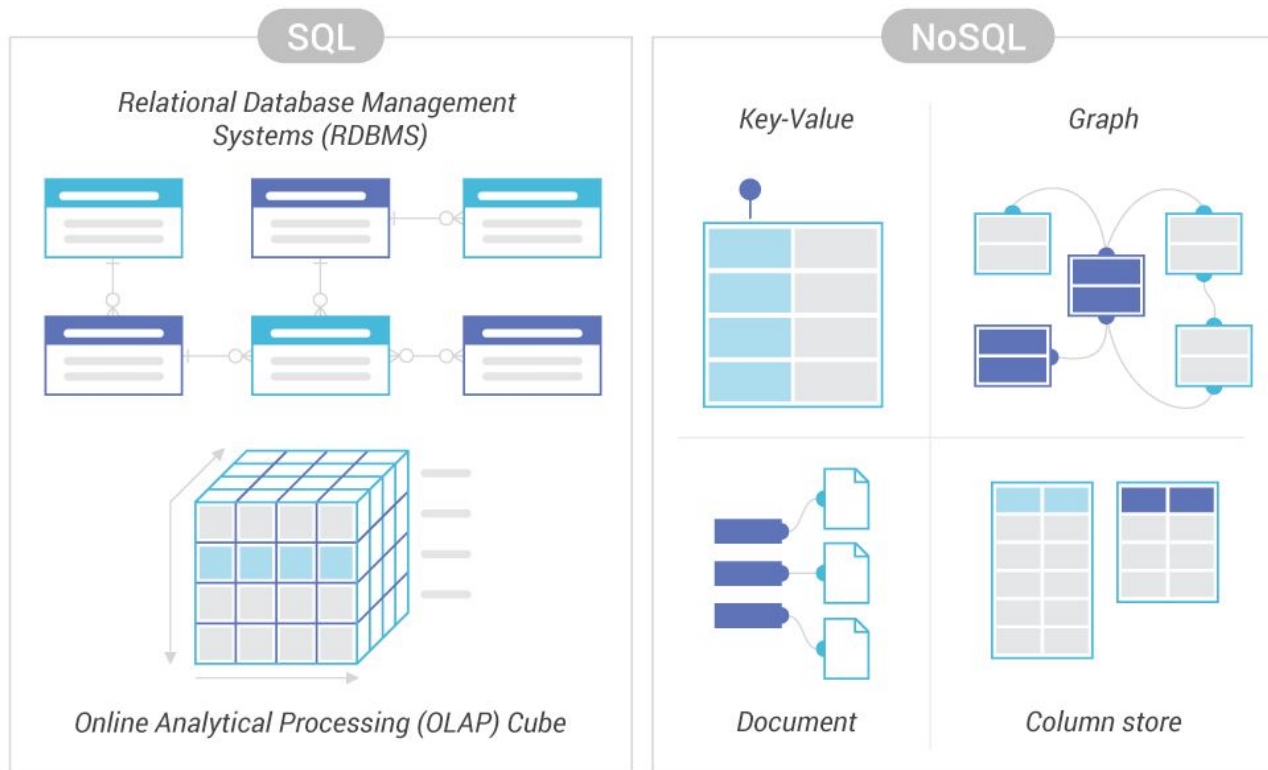 SQL
Relational Database Management
Systems (RDBMS)
Online Analytical Processing (OLAP) Cube
NoSQL
Key-Value
Graph
Document
Column store